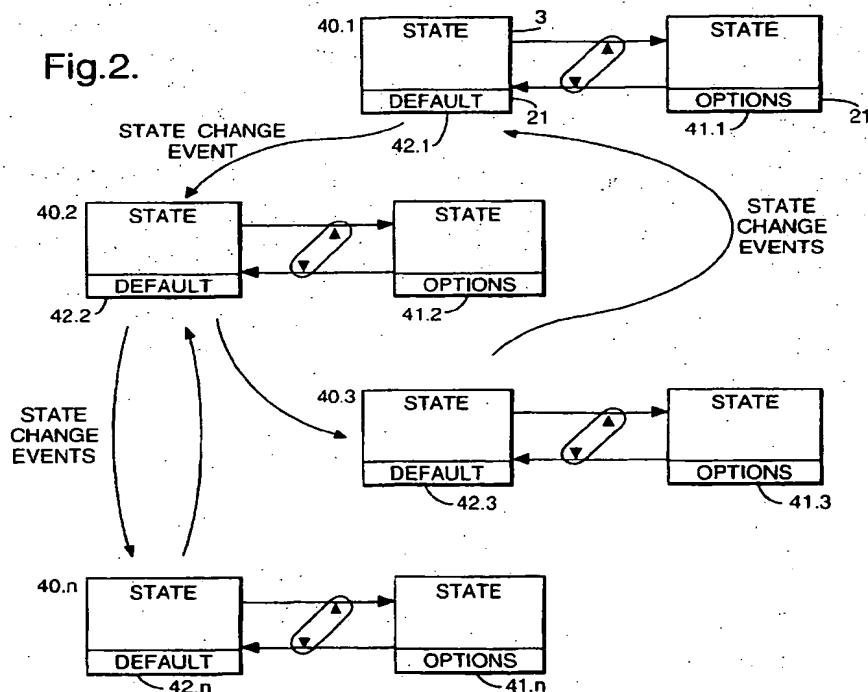 Fig.2.
40.1
STATE
3
STATE
DEFAULT
21
OPTIONS
21
42.1
41.1
STATE CHANGE
EVENT
40.2
STATE
STATE
DEFAULT
OPTIONS
42.2
41.2
STATE
CHANGE
EVENTS
40.3
STATE
STATE
DEFAULT
OPTIONS
42.3
41.3
STATE
CHANGE
EVENTS
40.n
STATE
STATE
DEFAULT
OPTIONS
42.n
41.n